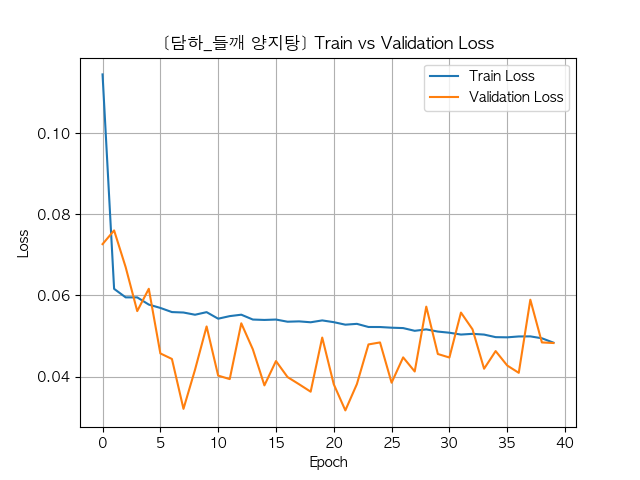 [담하_들깨 양지탕] Train vs Validation Loss
Train Loss
Validation Loss
Loss
0.10
0.08
0.06
0.04
0 5 10 15 20 25 30 35 40
Epoch